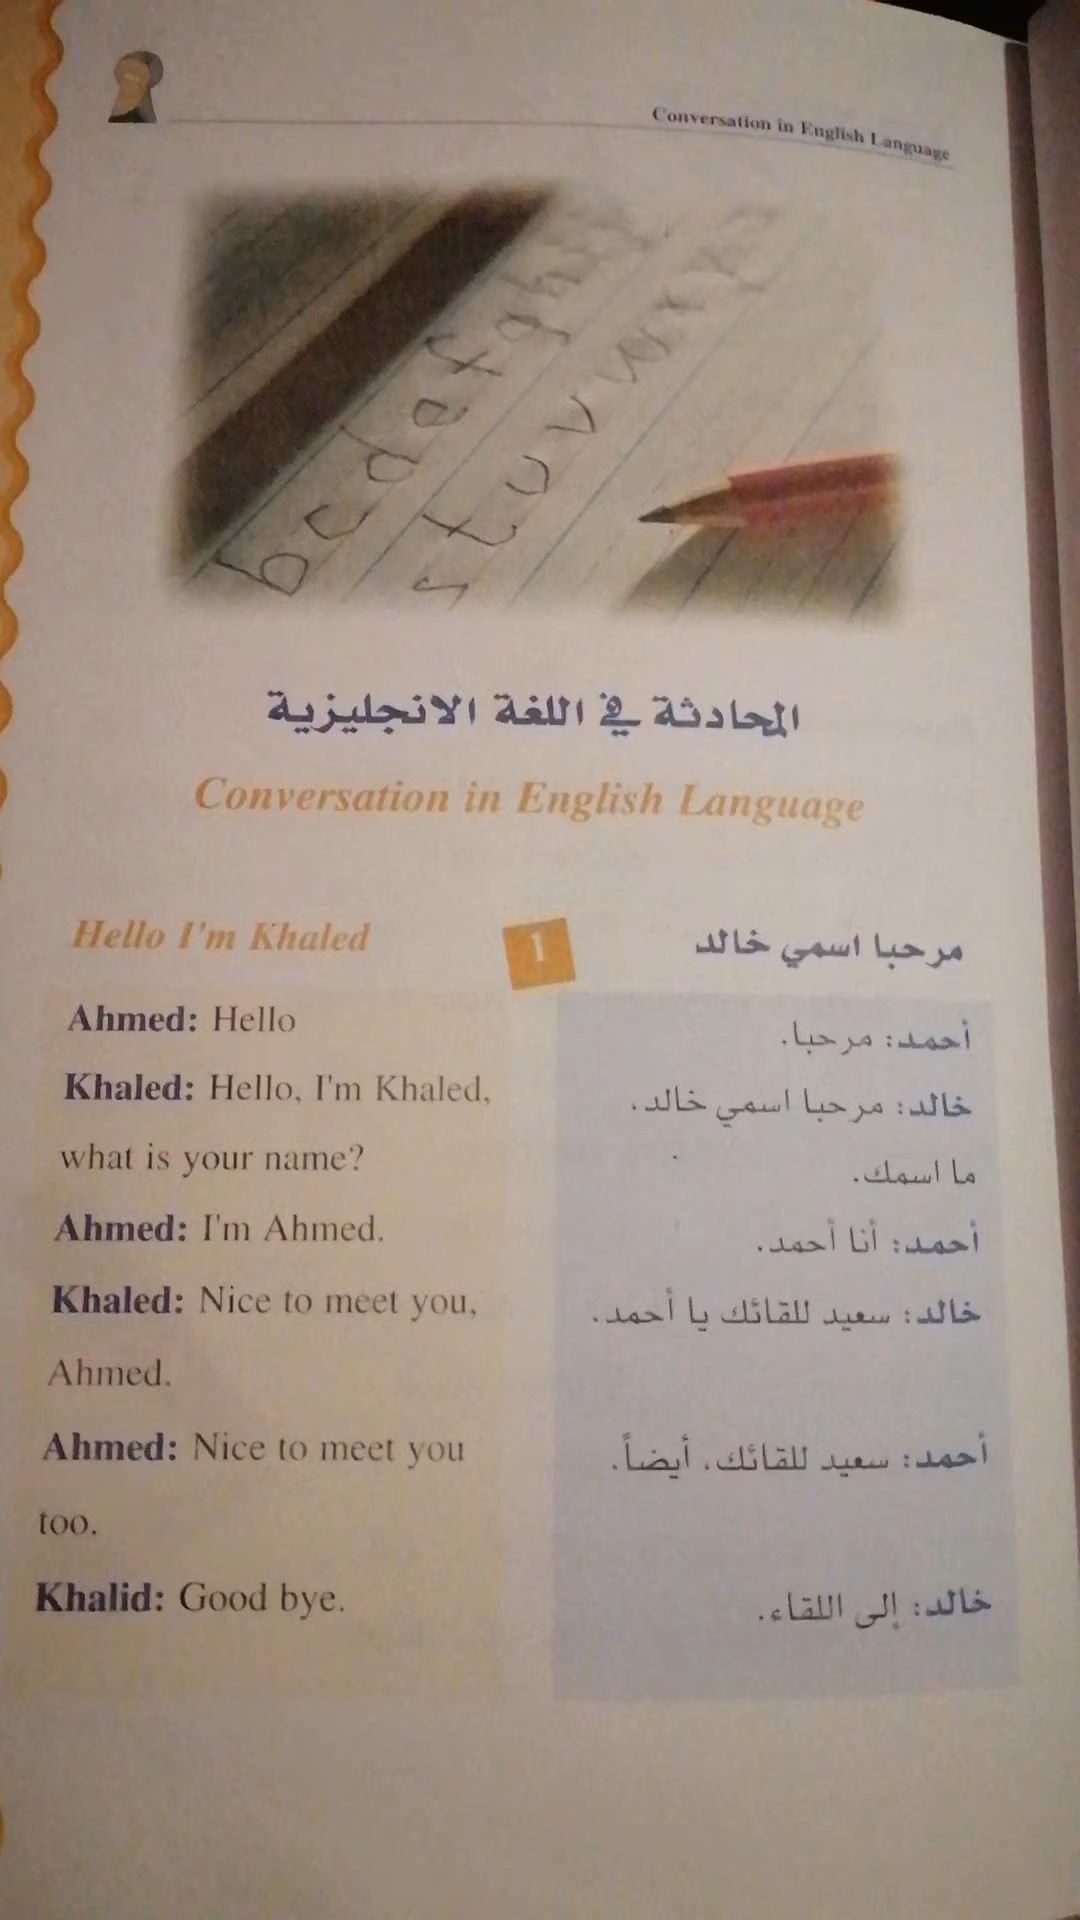 Conversation in English Language
b c d e f g h
s t u v w x y
المحادثة في اللغة الانجليزية
Conversation in English Language
Hello I'm Khaled
1
مرحبا اسمي خالد
Ahmed: Hello
Khaled: Hello, I'm Khaled,
what is your name?
Ahmed: I'm Ahmed.
Khaled: Nice to meet you,
Ahmed.
Ahmed: Nice to meet you
too.
Khalid: Good bye.
أحمد: مرحبا.
خالد: مرحبا اسمي خالد،
ما اسمك.
أحمد: أنا أحمد.
خالد: سعيد للقائك يا أحمد.
أحمد: سعيد للقائك. أيضاً.
خالد: إلى اللقاء.